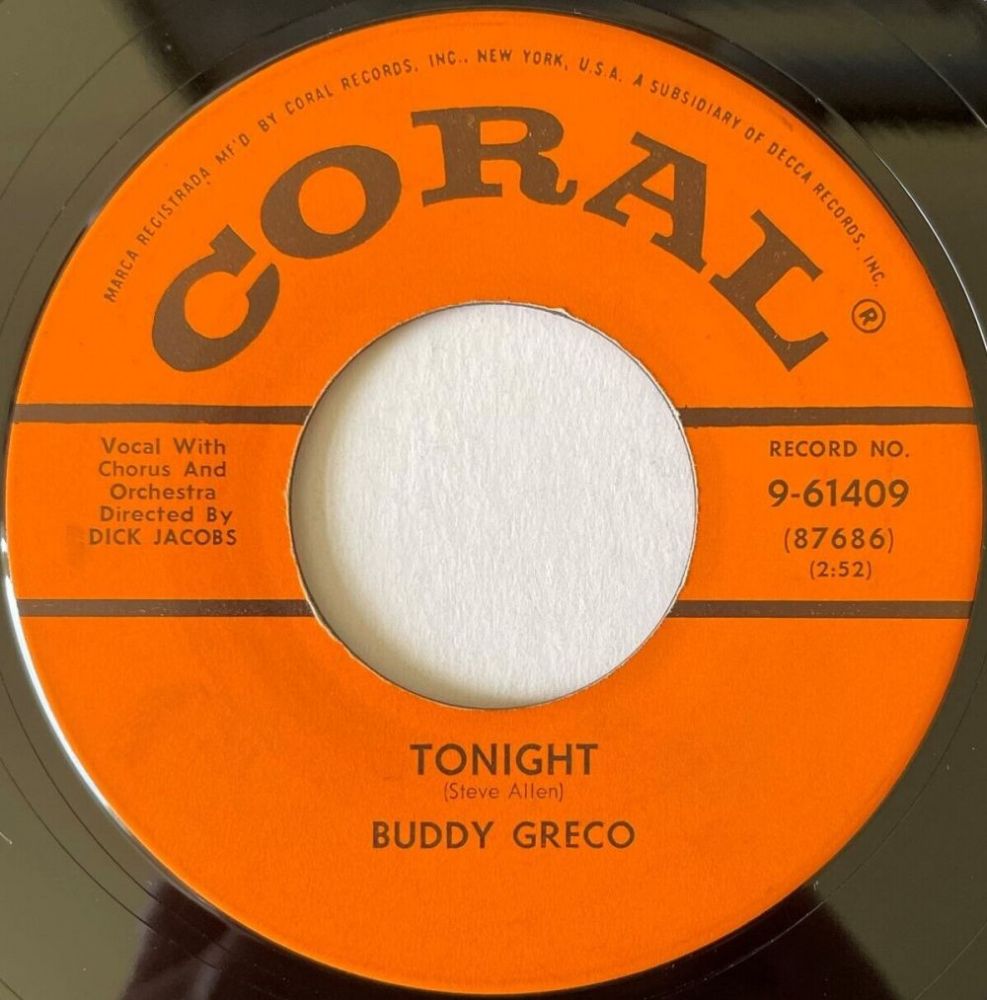 MARCA REGISTRADA MF'D BY CORAL RECORDS, INC., NEW YORK, U.S.A. A SUBSIDIARY OF DECCA RECORDS, INC.
CORAL ®
Vocal With
Chorus And
Orchestra
Directed By
DICK JACOBS
RECORD NO.
9-61409
(87686)
(2:52)
TONIGHT
(Steve Allen)
BUDDY GRECO